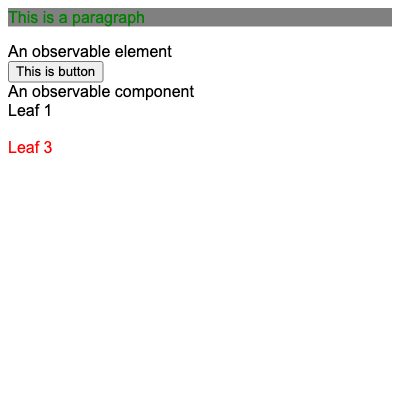 This is a paragraph
An observable element
This is button
An observable component
Leaf 1
Leaf 3